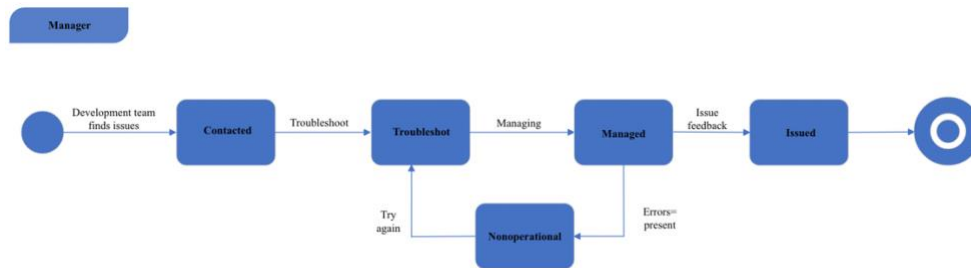 Manager
Development team
finds issues
Contacted
Troubleshoot
Troubleshot
Managing
Managed
Issue
feedback
Issued
Try
again
Nonoperational
Errors=
present